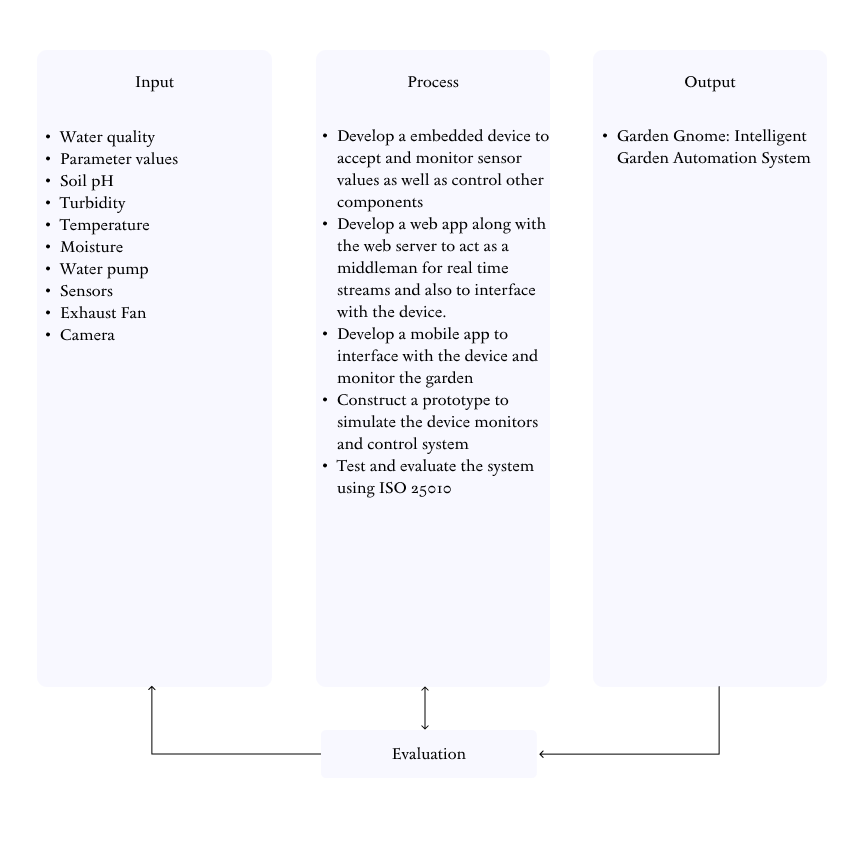 Input
• Water quality
• Parameter values
• Soil pH
• Turbidity
• Temperature
• Moisture
• Water pump
• Sensors
• Exhaust Fan
• Camera
Process
• Develop a embedded device to
accept and monitor sensor
values as well as control other
components
• Develop a web app along with
the web server to act as a
middleman for real time
streams and also to interface
with the device.
• Develop a mobile app to
interface with the device and
monitor the garden
• Construct a prototype to
simulate the device monitors
and control system
• Test and evaluate the system
using ISO 25010
Output
• Garden Gnome: Intelligent
Garden Automation System
Evaluation